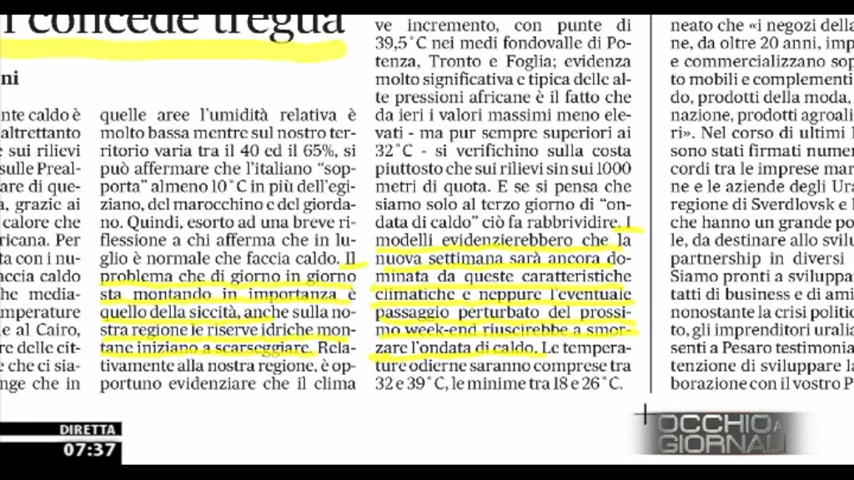 i concede tregua
ni
nte caldo è
altrettanto
sui rilievi
sulle Preal-
are di que-
, grazie ai
calore che
ricana. Per
ta con i nu-
accia caldo
che media-
temperature
e al Cairo,
re delle cit-
e ci sia-
nge che in
quelle aree l'umidità relativa è
molto bassa mentre sul nostro ter-
ritorio varia tra il 40 ed il 65%, si
può affermare che l'italiano "sop-
porta" almeno 10°C in più dell'egi-
ziano, del marocchino e del giorda-
no. Quindi, esorto ad una breve ri-
flessione a chi afferma che in lu-
glio è normale che faccia caldo. Il
problema che di giorno in giorno
sta montando in importanza è
quello della siccità, anche sulla no-
stra regione le riserve idriche mon-
tane iniziano a scarseggiare. Rela-
tivamente alla nostra regione, è op-
portuno evidenziare che il clima
ve incremento, con punte di
39,5°C nei medi fondovalle di Po-
tenza, Tronto e Foglia; evidenza
molto significativa e tipica delle al-
te pressioni africane è il fatto che
da ieri i valori massimi meno ele-
vati - ma pur sempre superiori ai
32°C - si verifichino sulla costa
piuttosto che sui rilievi sin sui 1000
metri di quota. E se si pensa che
siamo solo al terzo giorno di "on-
data di caldo" ciò fa rabbrividire. I
modelli evidenzierebbero che la
nuova settimana sarà ancora do-
minata da queste caratteristiche
climatiche e neppure l'eventuale
passaggio perturbato del prossi-
mo week-end riuscirebbe a smor-
zare l'ondata di caldo. Le tempera-
ture odierne saranno comprese tra
32 e 39°C, le minime tra 18 e 26°C.
neato che «i negozi della
ne, da oltre 20 anni, imp
e commercializzano sop
to mobili e complementi
do, prodotti della moda,
nazione, prodotti agroali
ri». Nel corso di ultimi
sono stati firmati numer
cordi tra le imprese mar
ne e le aziende degli Ura
regione di Sverdlovsk e l
che hanno un grande po
le, da destinare allo svilu
partnership in diversi
Siamo pronti a sviluppa
tatti di business e di ami
nonostante la crisi politic
to, gli imprenditori uralia
senti a Pesaro testimonia
tenzione di sviluppare la
borazione con il vostro P
DIRETTA
07:37
OCCHIO AI
GIORNALI